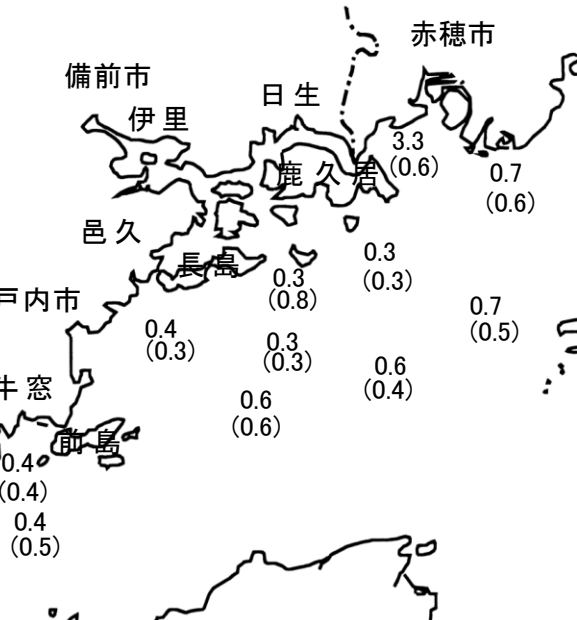 赤穂市
備前市
日生
伊里
3.3
(0.6)
鹿久居
0.7
(0.6)
邑久
長島
0.3
(0.3)
0.3
(0.8)
戸内市
0.7
(0.5)
0.4
(0.3)
0.3
(0.3)
0.6
(0.4)
牛窓
0.6
(0.6)
前島
0.4
(0.4)
0.4
(0.5)